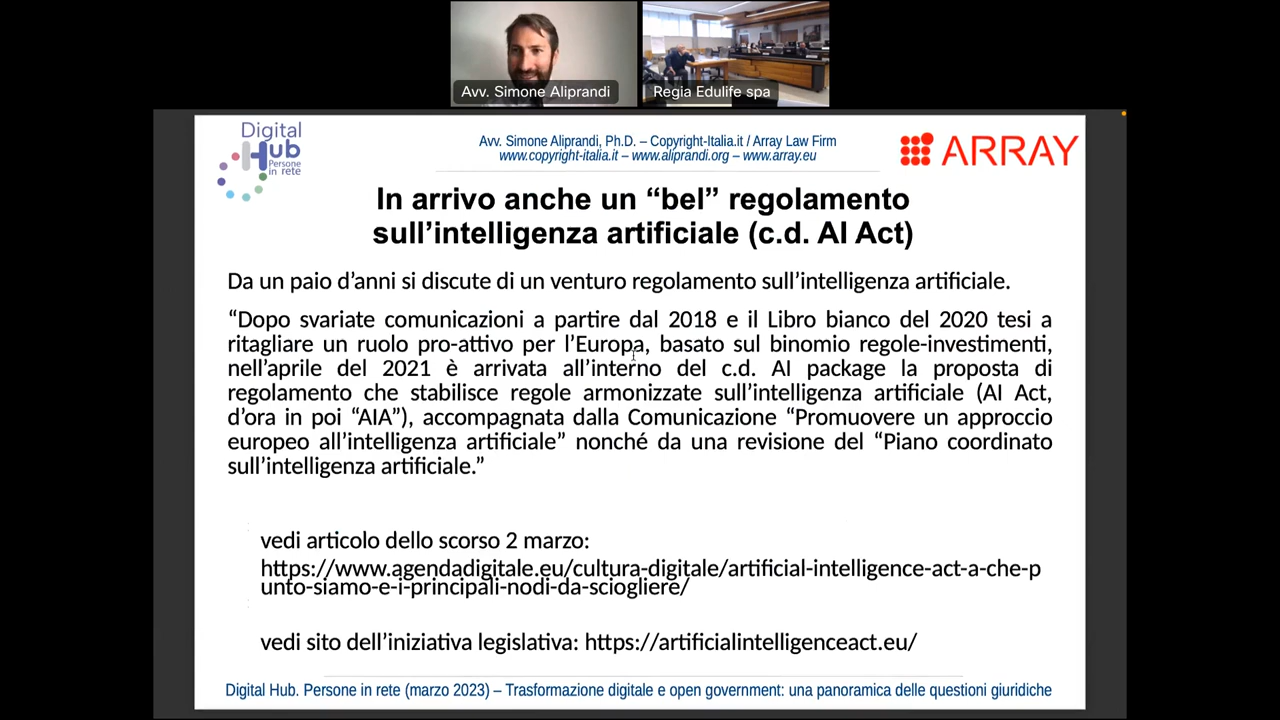 Avv. Simone Aliprandi
Regia Edulife spa
Digital
Hub
Persone
in rete
Avv. Simone Aliprandi, Ph.D. – Copyright-Italia.it / Array Law Firm
www.copyright-italia.it – www.aliprandi.org – www.array.eu
ARRAY
In arrivo anche un “bel” regolamento
sull’intelligenza artificiale (c.d. AI Act)
Da un paio d’anni si discute di un venturo regolamento sull’intelligenza artificiale.
“Dopo svariate comunicazioni a partire dal 2018 e il Libro bianco del 2020 tesi a
ritagliare un ruolo pro-attivo per l’Europa, basato sul binomio regole-investimenti,
nell’aprile del 2021 è arrivata all’interno del c.d. AI package la proposta di
regolamento che stabilisce regole armonizzate sull’intelligenza artificiale (AI Act,
d’ora in poi “AIA”), accompagnata dalla Comunicazione “Promuovere un approccio
europeo all’intelligenza artificiale” nonché da una revisione del “Piano coordinato
sull’intelligenza artificiale.”
vedi articolo dello scorso 2 marzo:
https://www.agendadigitale.eu/cultura-digitale/artificial-intelligence-act-a-che-p
unto-siamo-e-i-principali-nodi-da-sciogliere/
vedi sito dell’iniziativa legislativa: https://artificialintelligenceact.eu/
Digital Hub. Persone in rete (marzo 2023) – Trasformazione digitale e open government: una panoramica delle questioni giuridiche